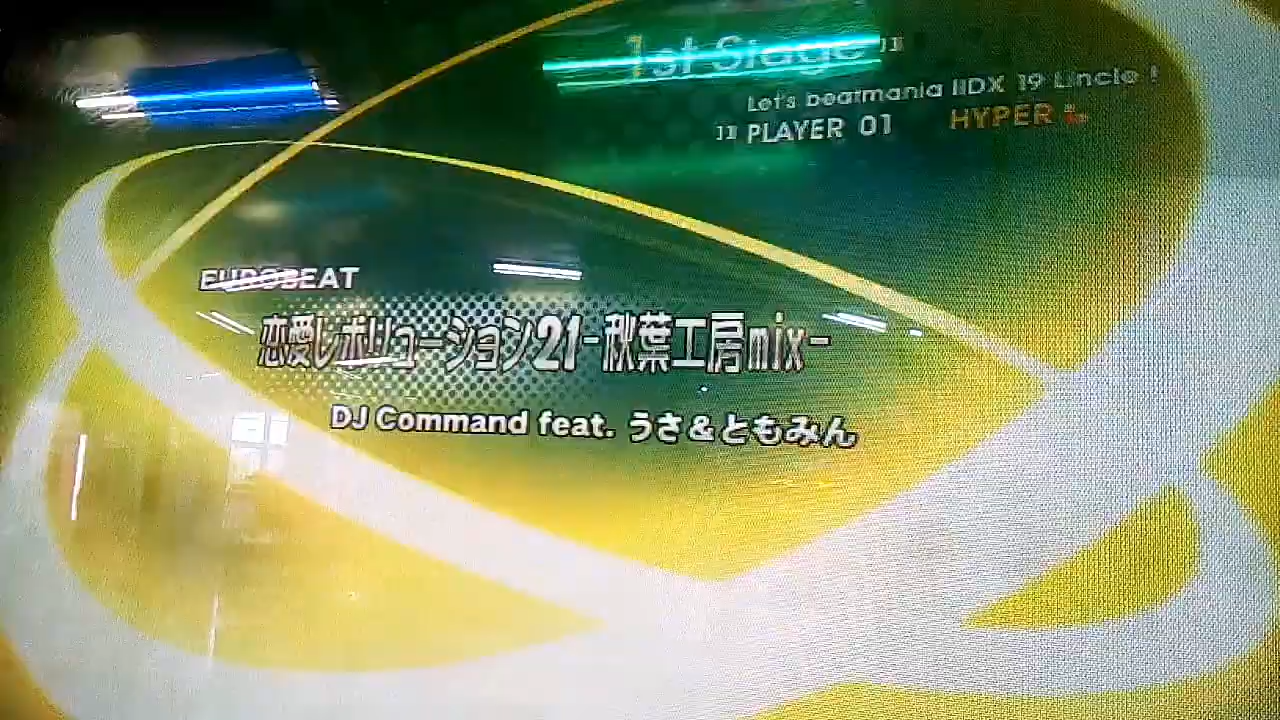 1st Stage
Let's beatmania IIDX 19 Lincle !
PLAYER 01 HYPER
EUROBEAT
恋愛レボリューション21-秋葉工房mix-
DJ Command feat. うさ&ともみん